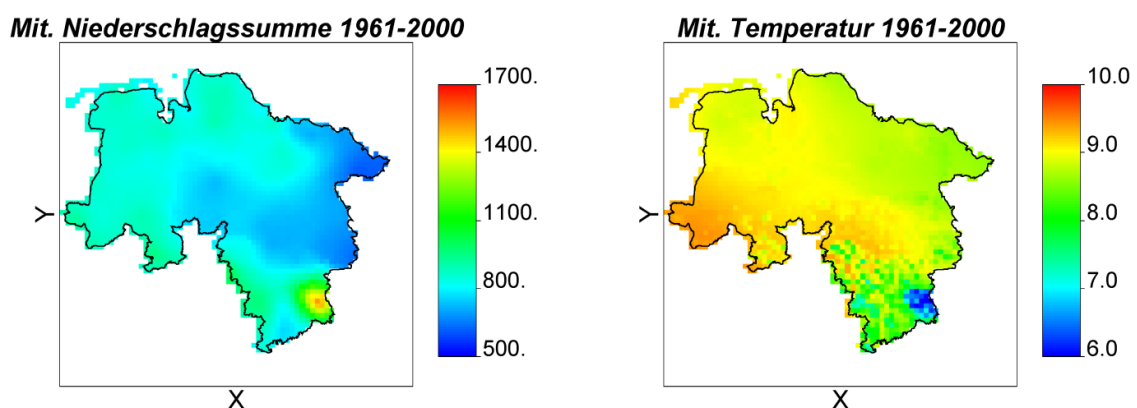 Mit. Niederschlagssumme 1961-2000
1700.
1400.
1100.
800.
500.
Y
X
Mit. Temperatur 1961-2000
10.0
9.0
8.0
7.0
6.0
Y
X